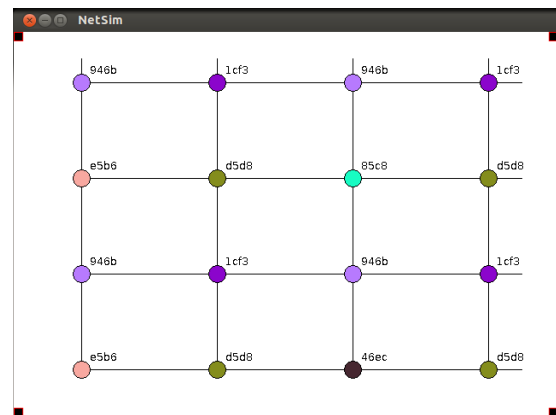 NetSim
946b 1cf3 946b 1cf3
e5b6 d5d8 85c8 d5d8
946b 1cf3 946b 1cf3
e5b6 d5d8 46ec d5d8